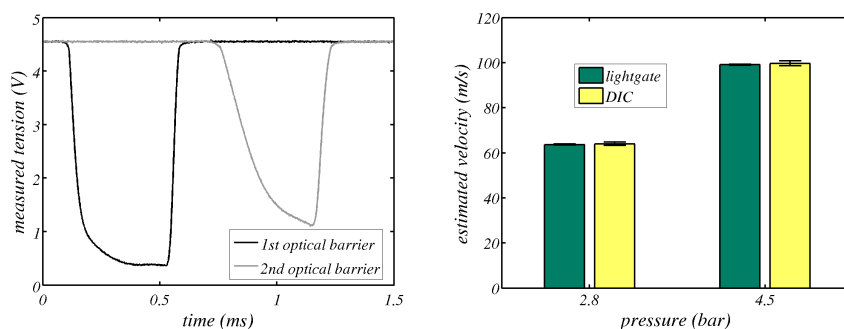 5
4
3
2
1
0
measured tension (V)
1st optical barrier
2nd optical barrier
0
0.5
1
1.5
time (ms)
120
100
80
60
40
20
0
estimated velocity (m/s)
lightgate
DIC
2.8
4.5
pressure (bar)